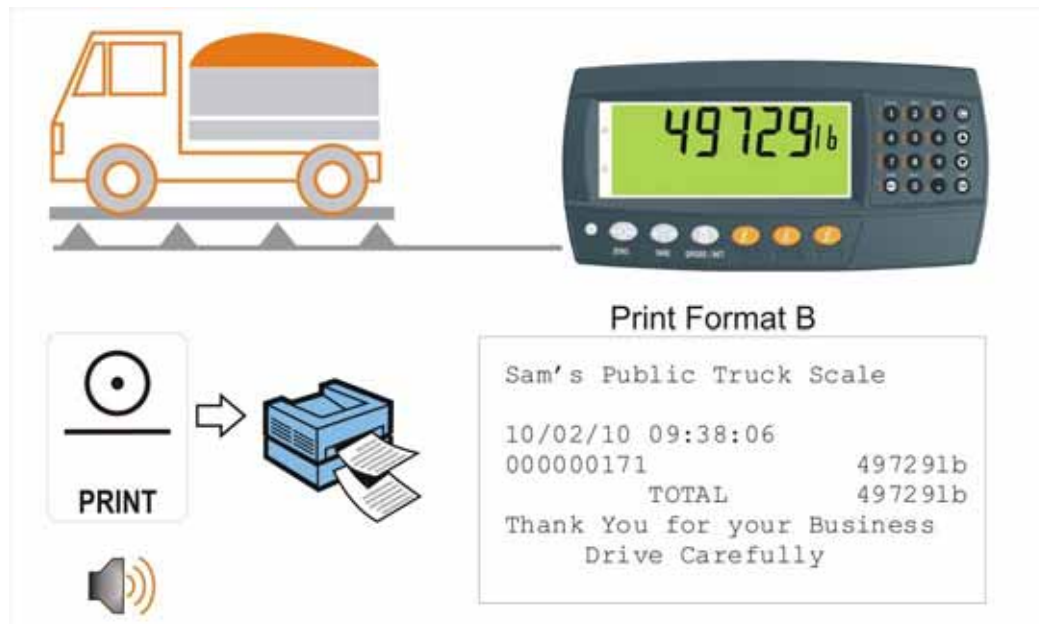 49729lb
ZERO TARE GROSS / NET
Print Format B
Sam's Public Truck Scale
10/02/10 09:38:06
000000171 49729lb
TOTAL 49729lb
Thank You for your Business
Drive Carefully
PRINT